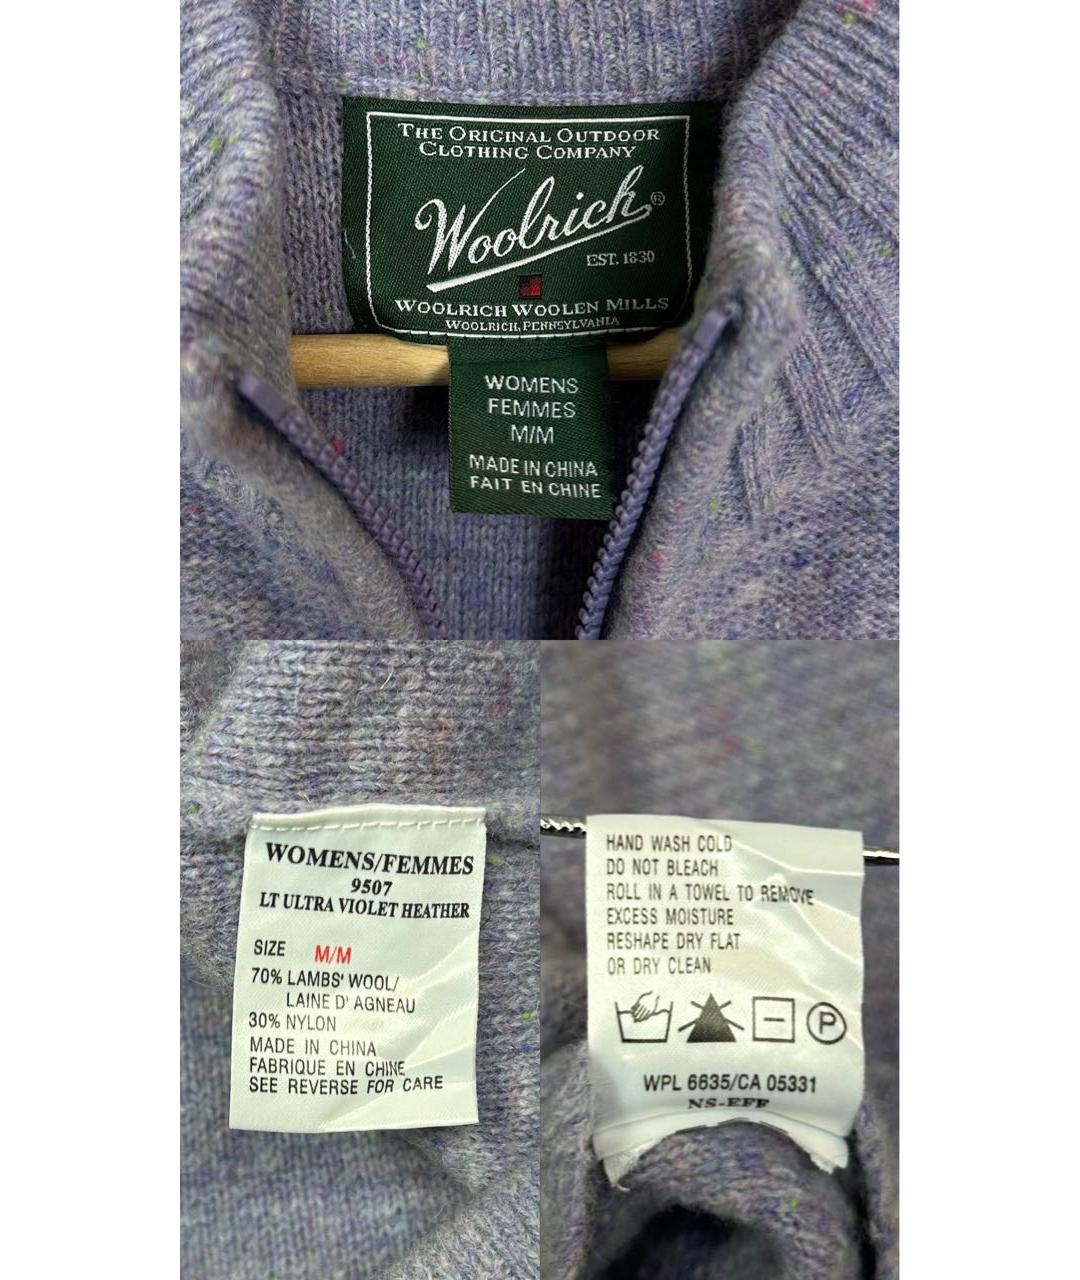 THE ORIGINAL OUTDOOR
CLOTHING COMPANY
Woolrich®
EST. 1830
WOOLRICH WOOLEN MILLS
WOOLRICH, PENNSYLVANIA
WOMENS
FEMMES
M/M
MADE IN CHINA
FAIT EN CHINE
WOMENS/FEMMES
9507
LT ULTRA VIOLET HEATHER
SIZE M/M
70% LAMBS' WOOL/
LAINE D' AGNEAU
30% NYLON
MADE IN CHINA
FABRIQUE EN CHINE
SEE REVERSE FOR CARE
HAND WASH COLD
DO NOT BLEACH
ROLL IN A TOWEL TO REMOVE
EXCESS MOISTURE
RESHAPE DRY FLAT
OR DRY CLEAN
P
WPL 6635/CA 05331
NS-EFF